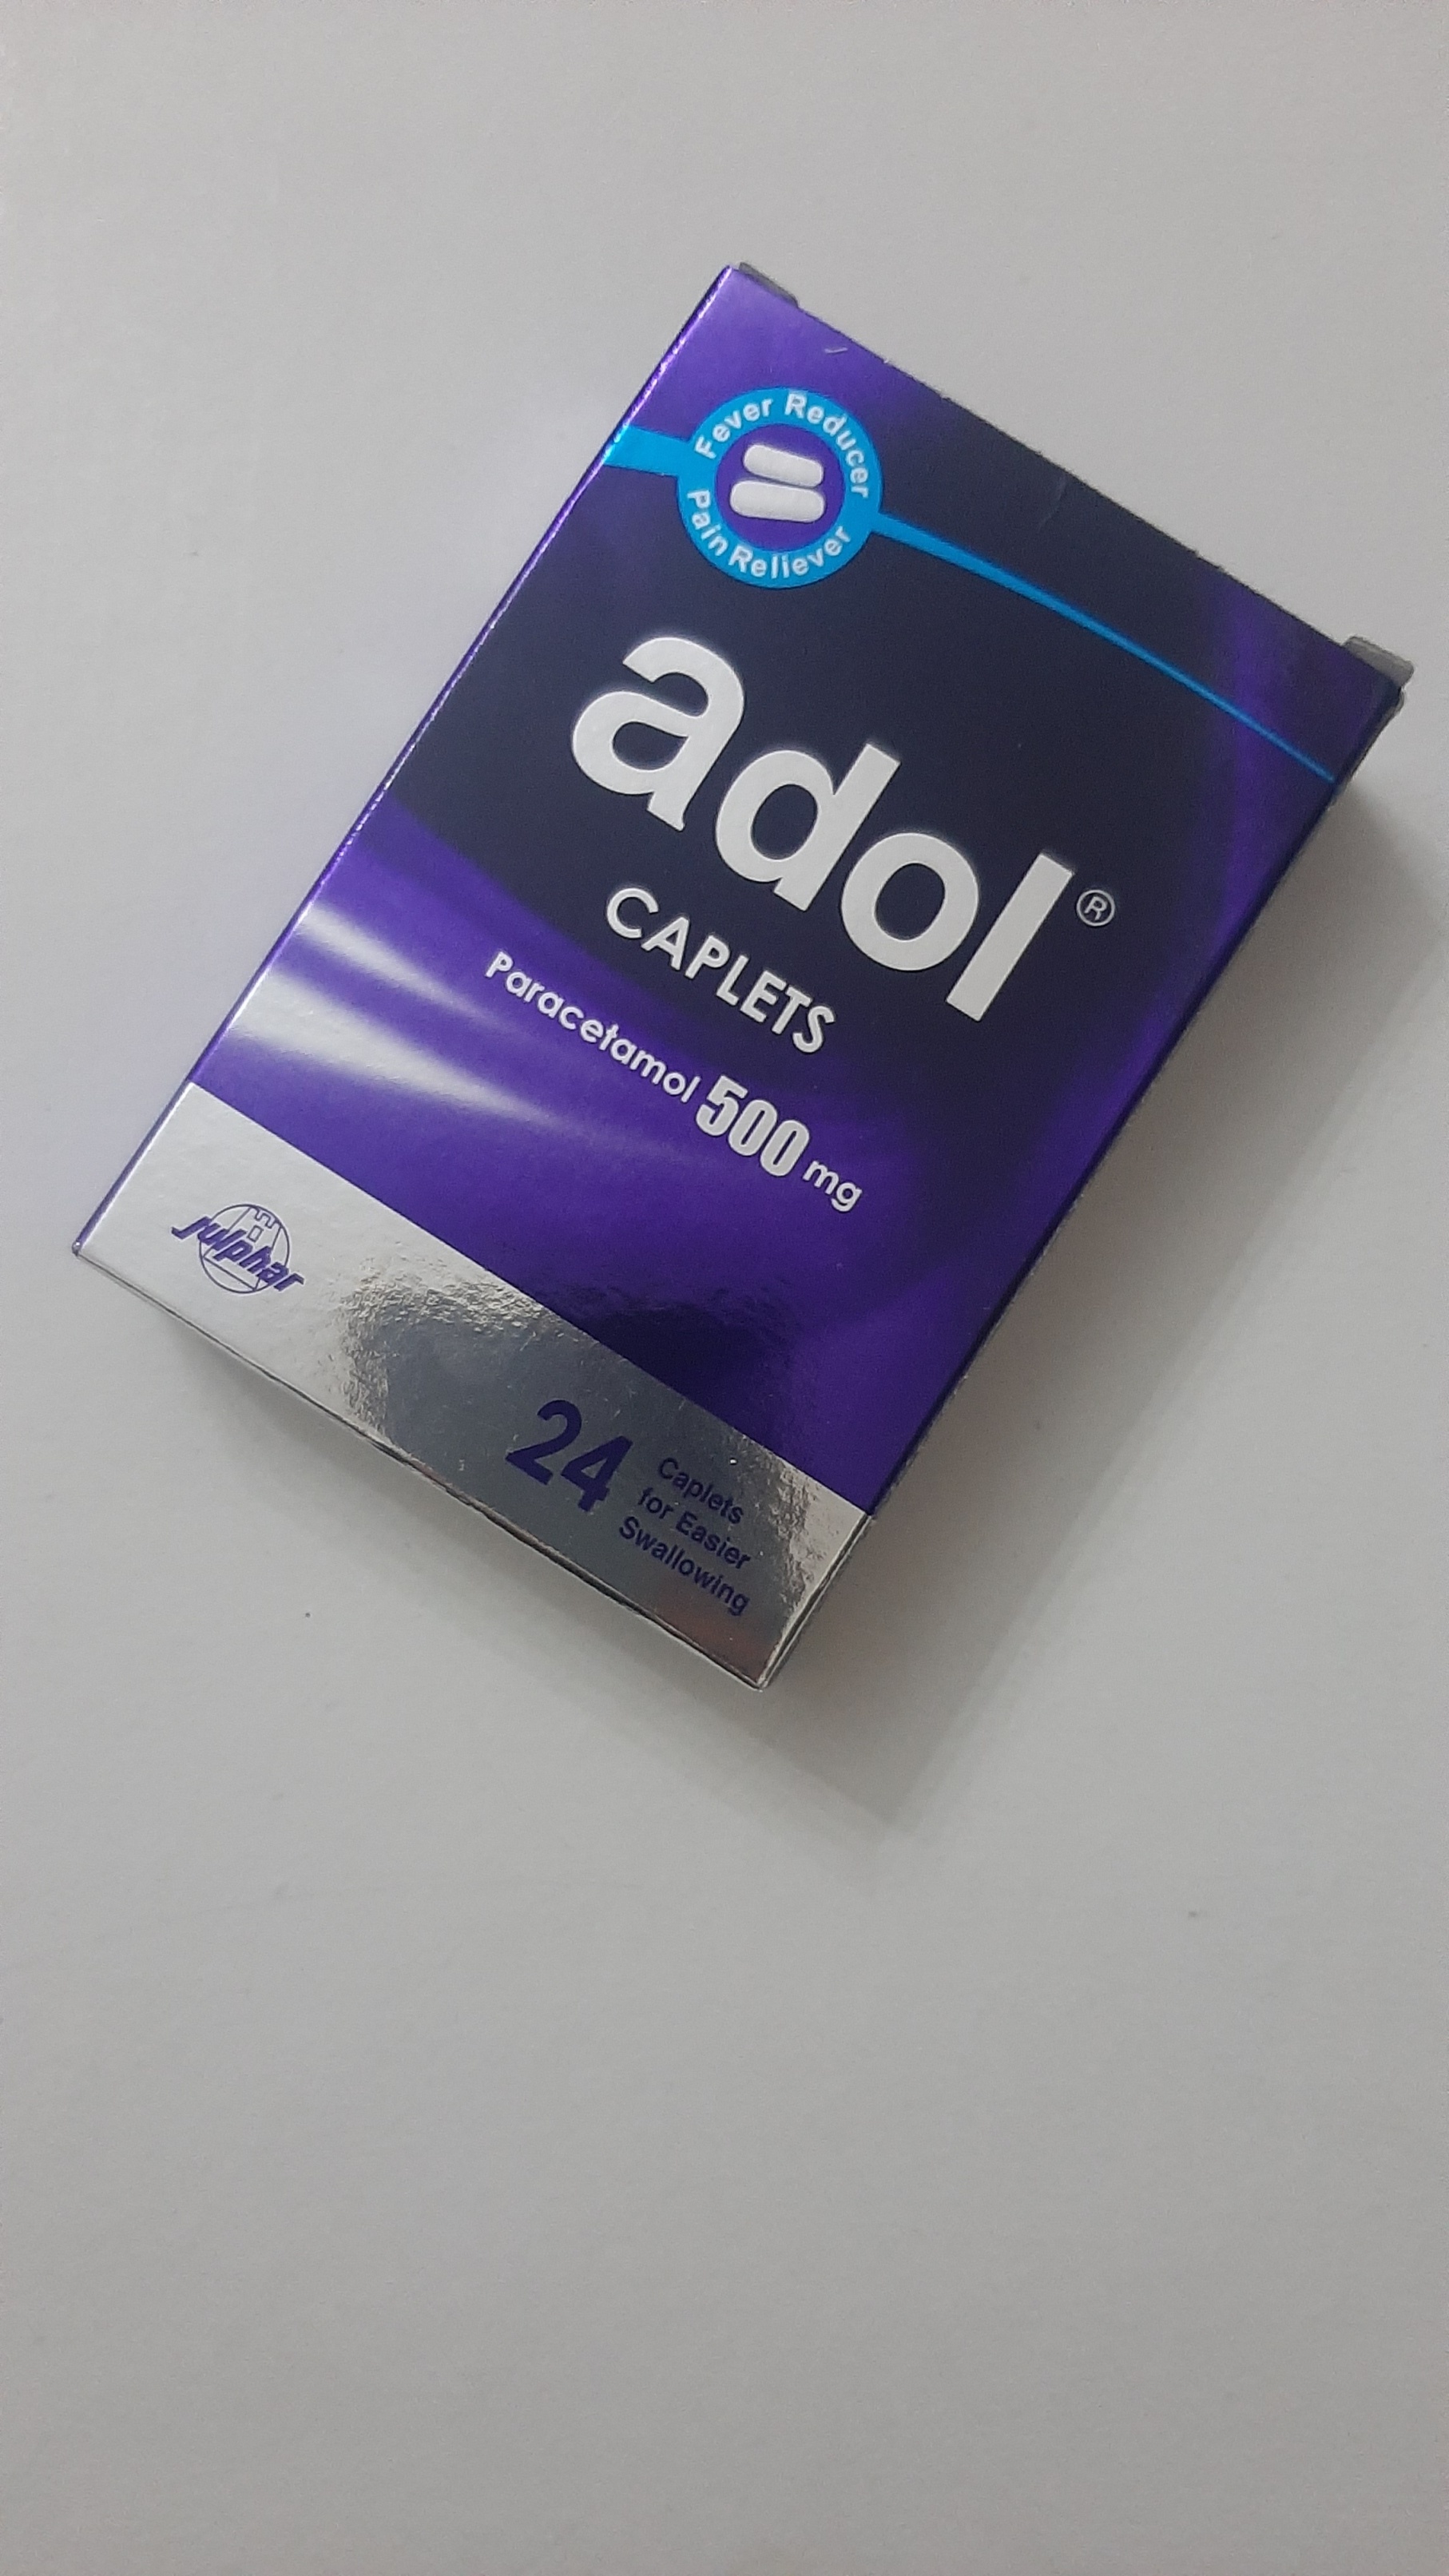 Fever Reducer
Pain Reliever
adol®
CAPLETS
Paracetamol 500 mg
julphar
24 Caplets
for Easier
Swallowing